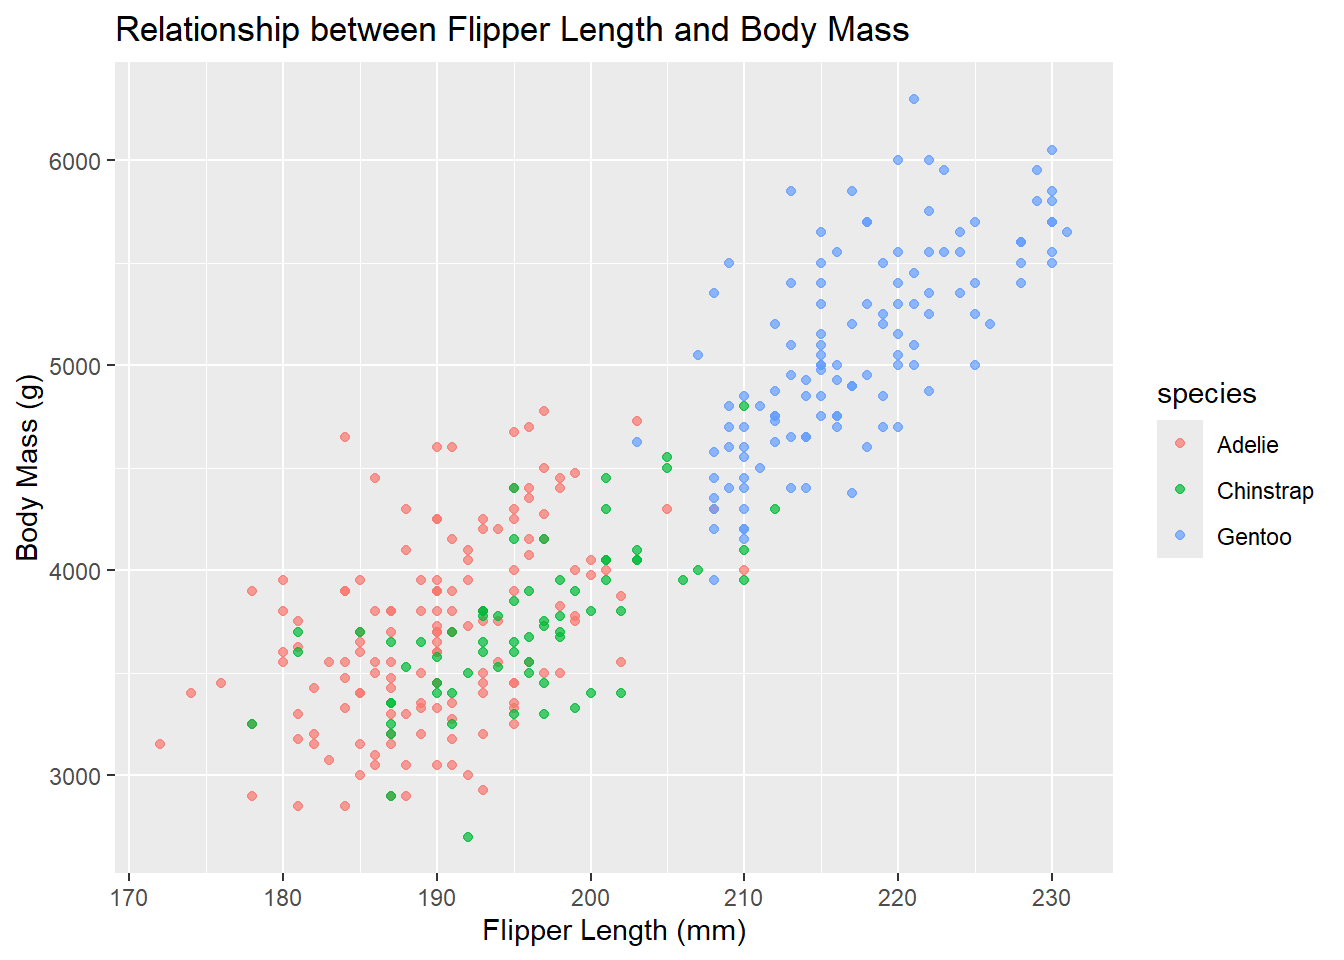 Relationship between Flipper Length and Body Mass
6000
5000
4000
3000
Body Mass (g)
170 180 190 200 210 220 230
Flipper Length (mm)
species
Adelie
Chinstrap
Gentoo